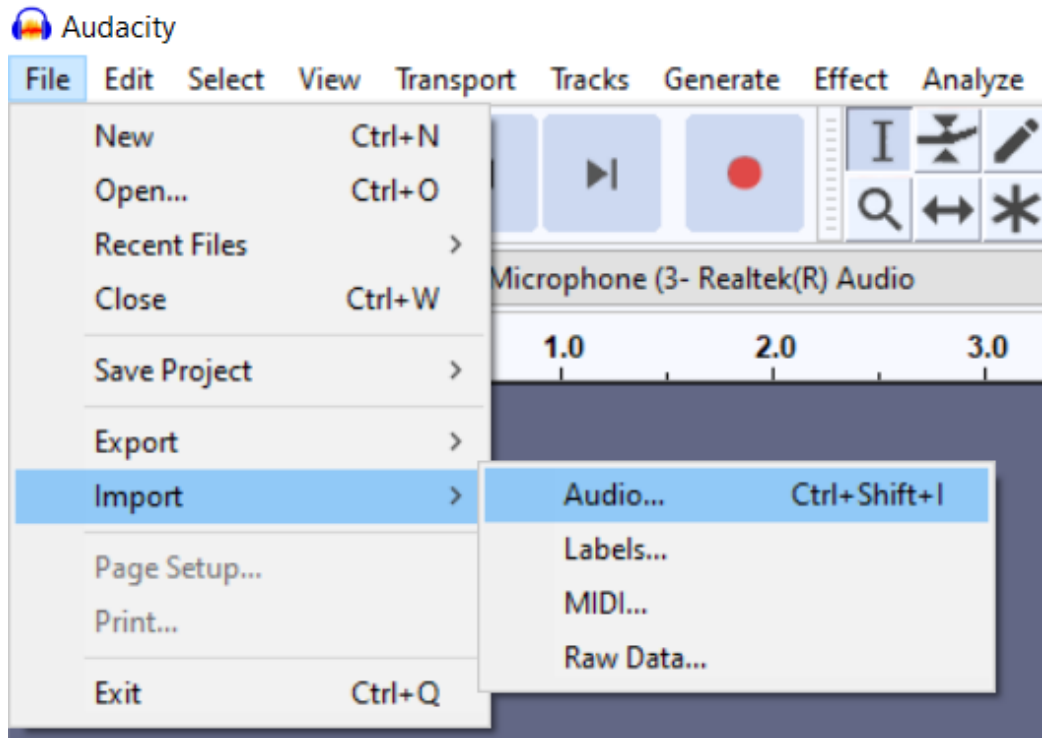 Audacity
File Edit Select View Transport Tracks Generate Effect Analyze
New Ctrl+N
Open... Ctrl+O
Recent Files
Close Ctrl+W
Microphone (3- Realtek(R) Audio
Save Project
1.0 2.0 3.0
Export
Import
Audio... Ctrl+Shift+I
Labels...
MIDI...
Raw Data...
Page Setup...
Print...
Exit Ctrl+Q